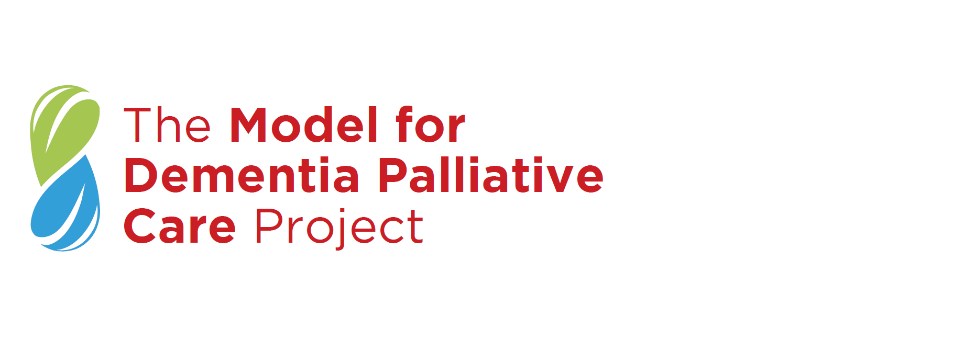 The Model for
Dementia Palliative
Care Project